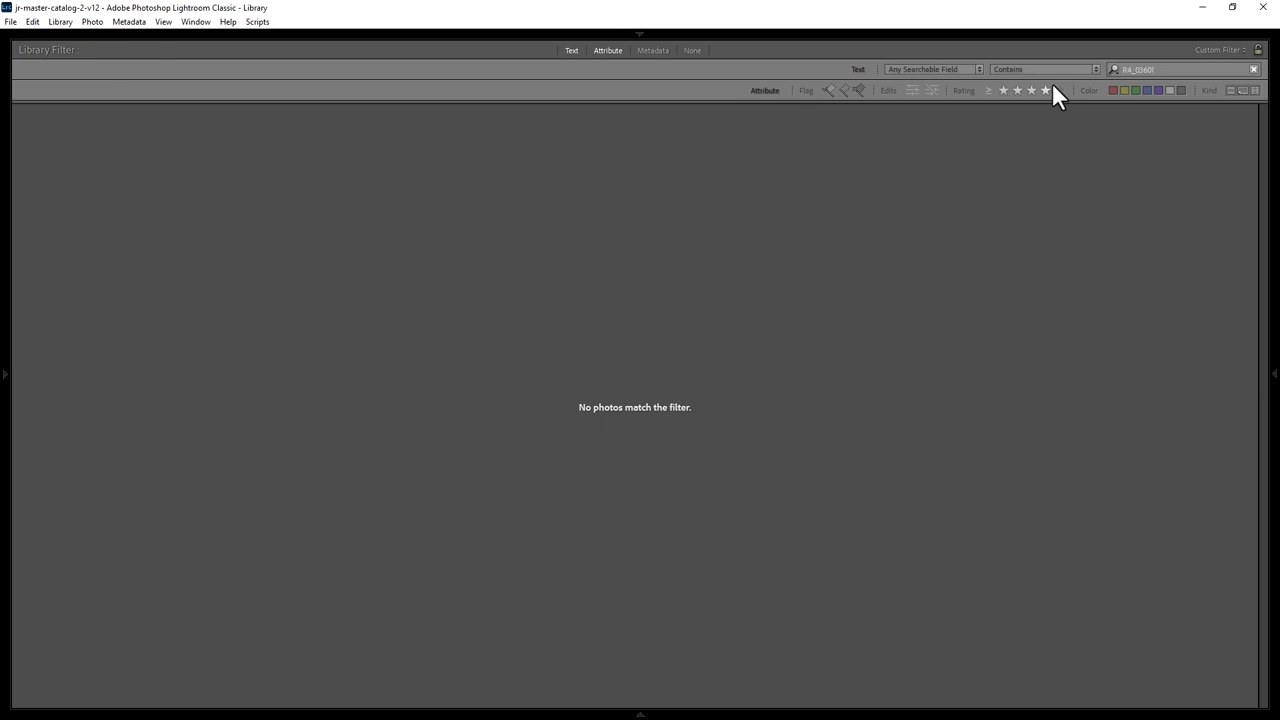 jr-master-catalog-2-v12 - Adobe Photoshop Lightroom Classic - Library
File Edit Library Photo Metadata View Window Help Scripts
Library Filter : Text Attribute Metadata None Custom Filter
Text Any Searchable Field Contains R4_03601
Attribute Flag Edits Rating ≥ Color Kind
No photos match the filter.